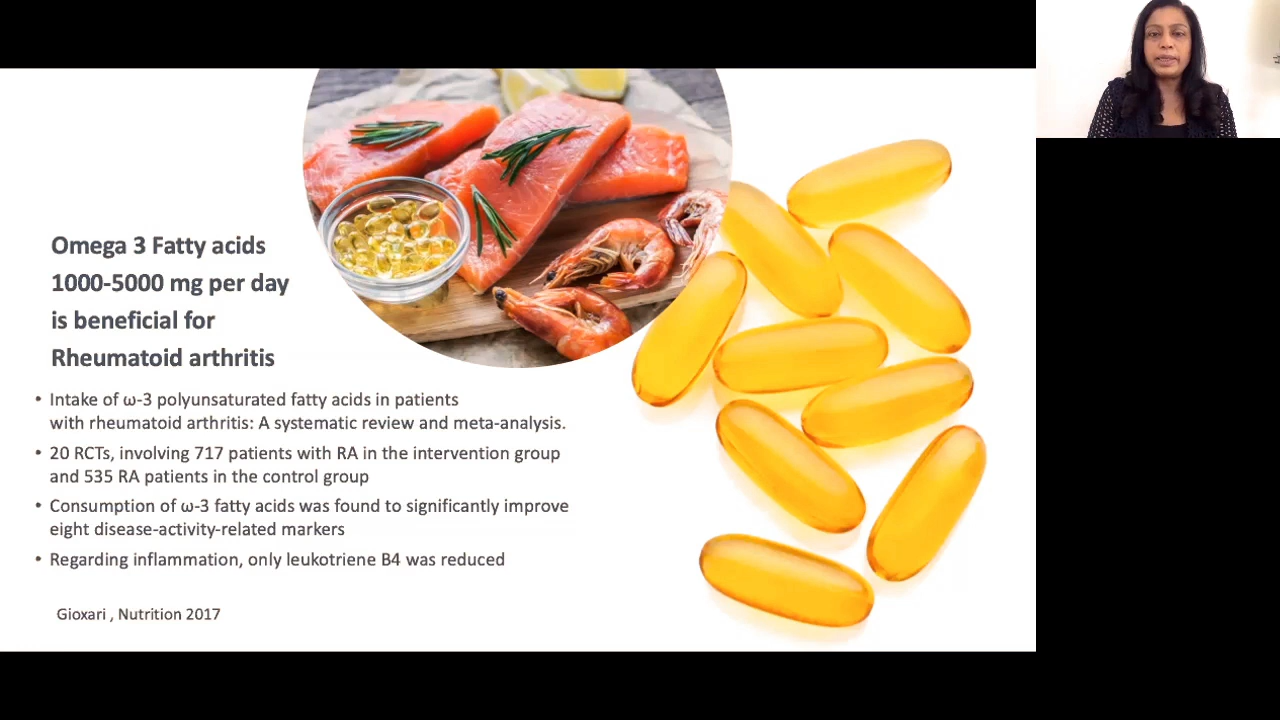 Omega 3 Fatty acids
1000-5000 mg per day
is beneficial for
Rheumatoid arthritis
• Intake of ω-3 polyunsaturated fatty acids in patients
with rheumatoid arthritis: A systematic review and meta-analysis.
• 20 RCTs, involving 717 patients with RA in the intervention group
and 535 RA patients in the control group
• Consumption of ω-3 fatty acids was found to significantly improve
eight disease-activity-related markers
• Regarding inflammation, only leukotriene B4 was reduced
Gioxari , Nutrition 2017